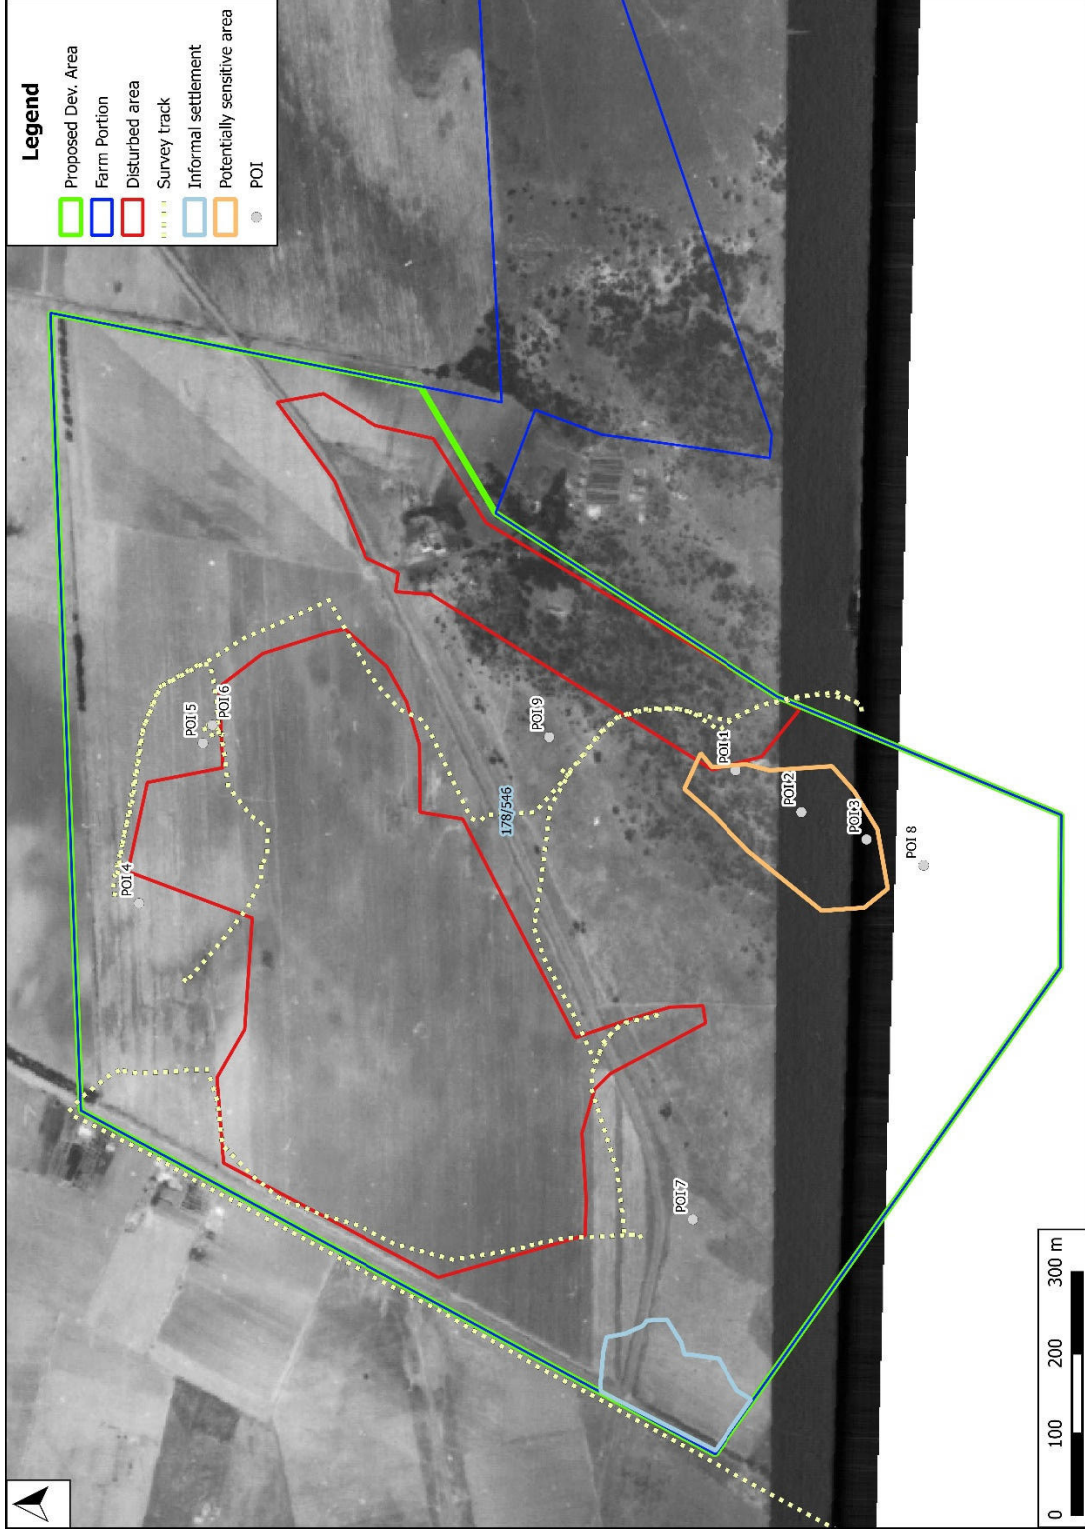 Legend
Proposed Dev. Area
Farm Portion
Disturbed area
Survey track
Informal settlement
Potentially sensitive area
POI
POI 4
POI 5
POI 6
POI 9
178/546
POI 1
POI 2
POI 3
POI 8
POI 7
0 100 200 300 m